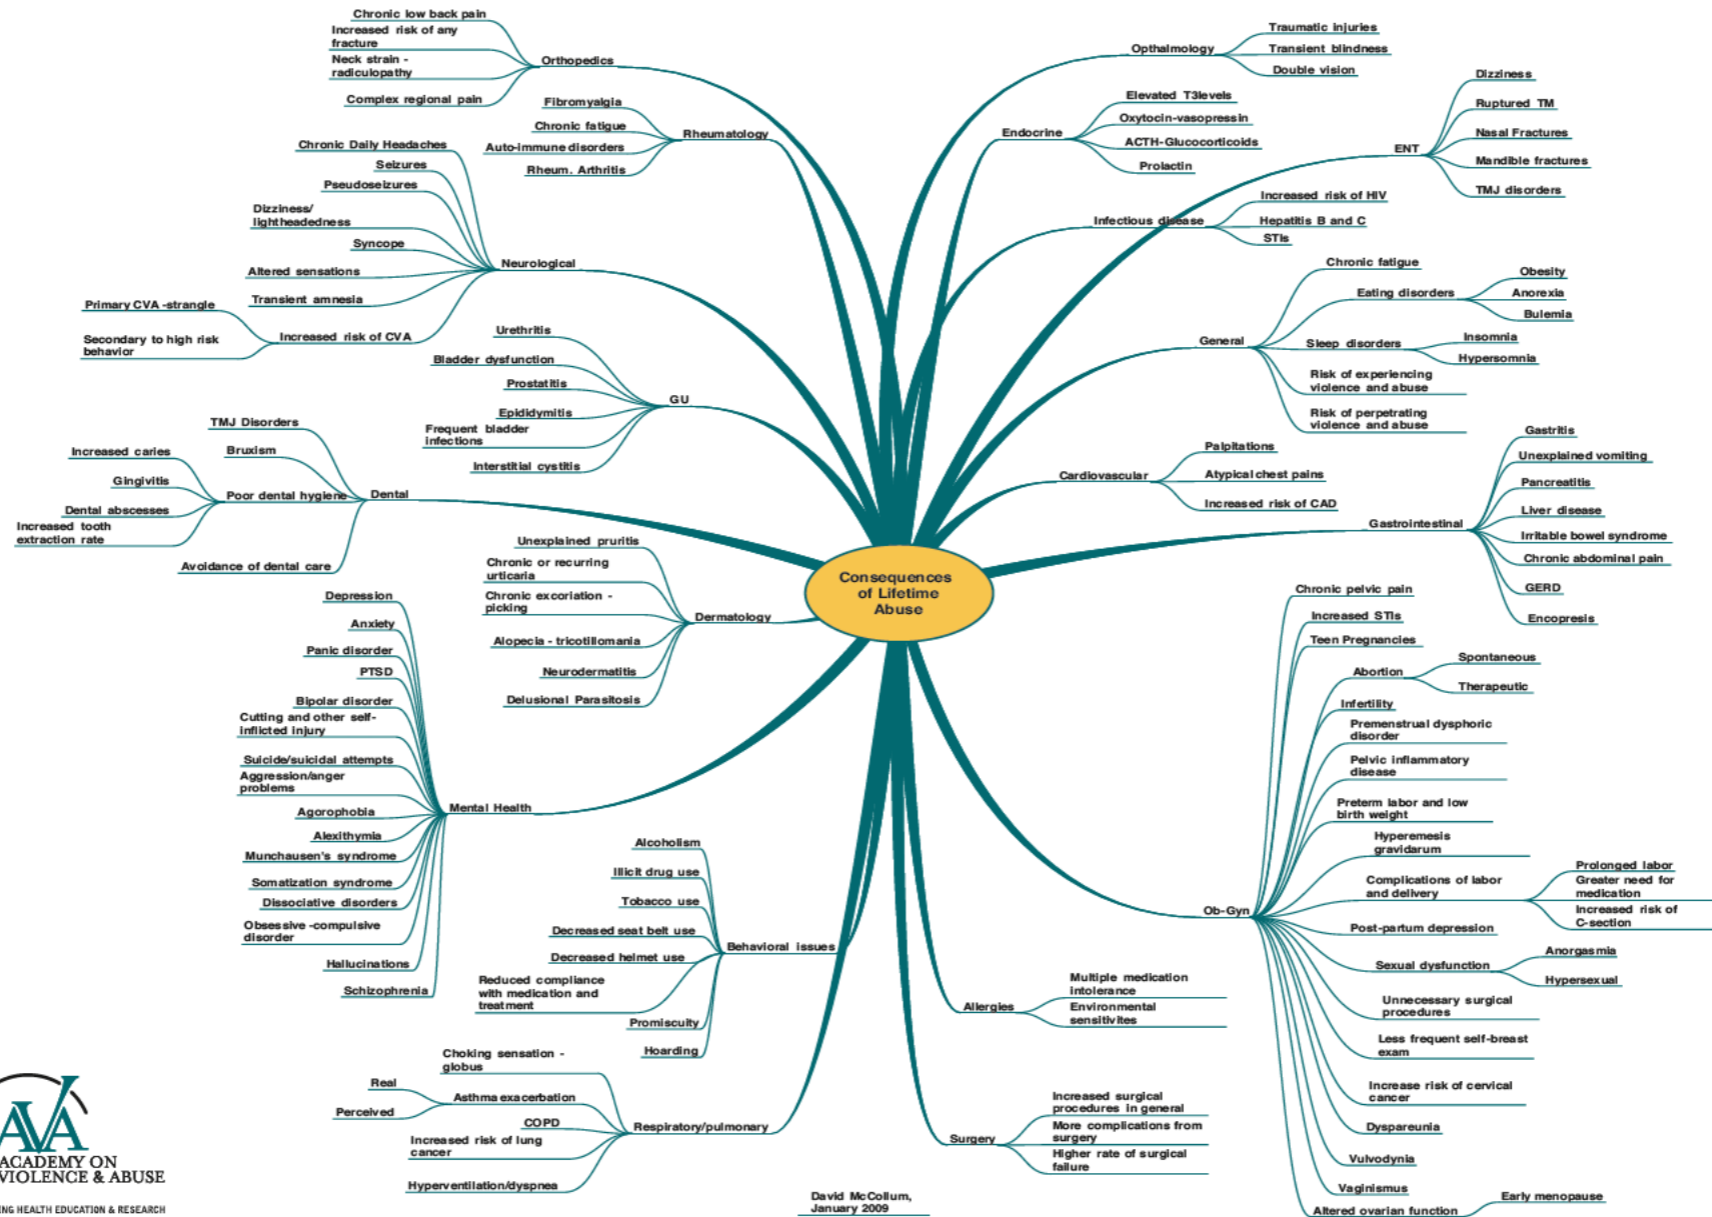 Chronic low back pain
Increased risk of any
fracture
Neck strain -
radiculopathy
Complex regional pain
Orthopedics
Fibromyalgia
Chronic fatigue
Auto-immune disorders
Rheum. Arthritis
Rheumatology
Chronic Daily Headaches
Seizures
Pseudoseizures
Dizziness/
lightheadedness
Syncope
Altered sensations
Transient amnesia
Primary CVA -strangle
Secondary to high risk
behavior
Increased risk of CVA
Neurological
Urethritis
Bladder dysfunction
Prostatitis
Epididymitis
Frequent bladder
infections
Interstitial cystitis
GU
TMJ Disorders
Bruxism
Increased caries
Gingivitis
Dental abscesses
Increased tooth
extraction rate
Poor dental hygiene
Avoidance of dental care
Dental
Unexplained pruritis
Chronic or recurring
urticaria
Chronic excoriation -
picking
Alopecia - tricotillomania
Neurodermatitis
Delusional Parasitosis
Dermatology
Depression
Anxiety
Panic disorder
PTSD
Bipolar disorder
Cutting and other self-
inflicted injury
Suicide/suicidal attempts
Aggression/anger
problems
Agorophobia
Alexithymia
Munchausen's syndrome
Somatization syndrome
Dissociative disorders
Obsessive -compulsive
disorder
Hallucinations
Schizophrenia
Mental Health
Alcoholism
Illicit drug use
Tobacco use
Decreased seat belt use
Decreased helmet use
Reduced compliance
with medication and
treatment
Promiscuity
Hoarding
Behavioral issues
Choking sensation -
globus
Real
Perceived
Asthma exacerbation
COPD
Increased risk of lung
cancer
Hyperventilation/dyspnea
Respiratory/pulmonary
Consequences
of Lifetime
Abuse
Opthalmology
Traumatic injuries
Transient blindness
Double vision
Endocrine
Elevated T3levels
Oxytocin-vasopressin
ACTH-Glucocorticoids
Prolactin
ENT
Dizziness
Ruptured TM
Nasal Fractures
Mandible fractures
TMJ disorders
Infectious disease
Increased risk of HIV
Hepatitis B and C
STIs
General
Chronic fatigue
Eating disorders
Obesity
Anorexia
Bulemia
Sleep disorders
Insomnia
Hypersomnia
Risk of experiencing
violence and abuse
Risk of perpetrating
violence and abuse
Cardiovascular
Palpitations
Atypical chest pains
Increased risk of CAD
Gastrointestinal
Gastritis
Unexplained vomiting
Pancreatitis
Liver disease
Irritable bowel syndrome
Chronic abdominal pain
GERD
Encopresis
Ob-Gyn
Chronic pelvic pain
Increased STIs
Teen Pregnancies
Abortion
Spontaneous
Therapeutic
Infertility
Premenstrual dysphoric
disorder
Pelvic inflammatory
disease
Preterm labor and low
birth weight
Hyperemesis
gravidarum
Complications of labor
and delivery
Prolonged labor
Greater need for
medication
Increased risk of
C-section
Post-partum depression
Sexual dysfunction
Anorgasmia
Hypersexual
Unnecessary surgical
procedures
Less frequent self-breast
exam
Increase risk of cervical
cancer
Dyspareunia
Vulvodynia
Vaginismus
Altered ovarian function
Early menopause
Allergies
Multiple medication
intolerance
Environmental
sensitivites
Surgery
Increased surgical
procedures in general
More complications from
surgery
Higher rate of surgical
failure
David McCollum,
January 2009
AVA
ACADEMY ON
VIOLENCE & ABUSE
ING HEALTH EDUCATION & RESEARCH